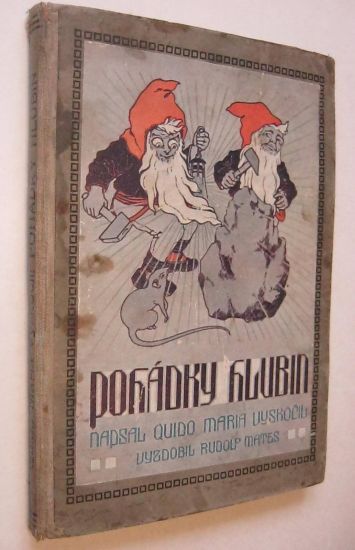 POHÁDKY HLUBIN
NAPSAL QUIDO MARIA VYSKOČIL
VYZDOBIL RUDOLF MATES